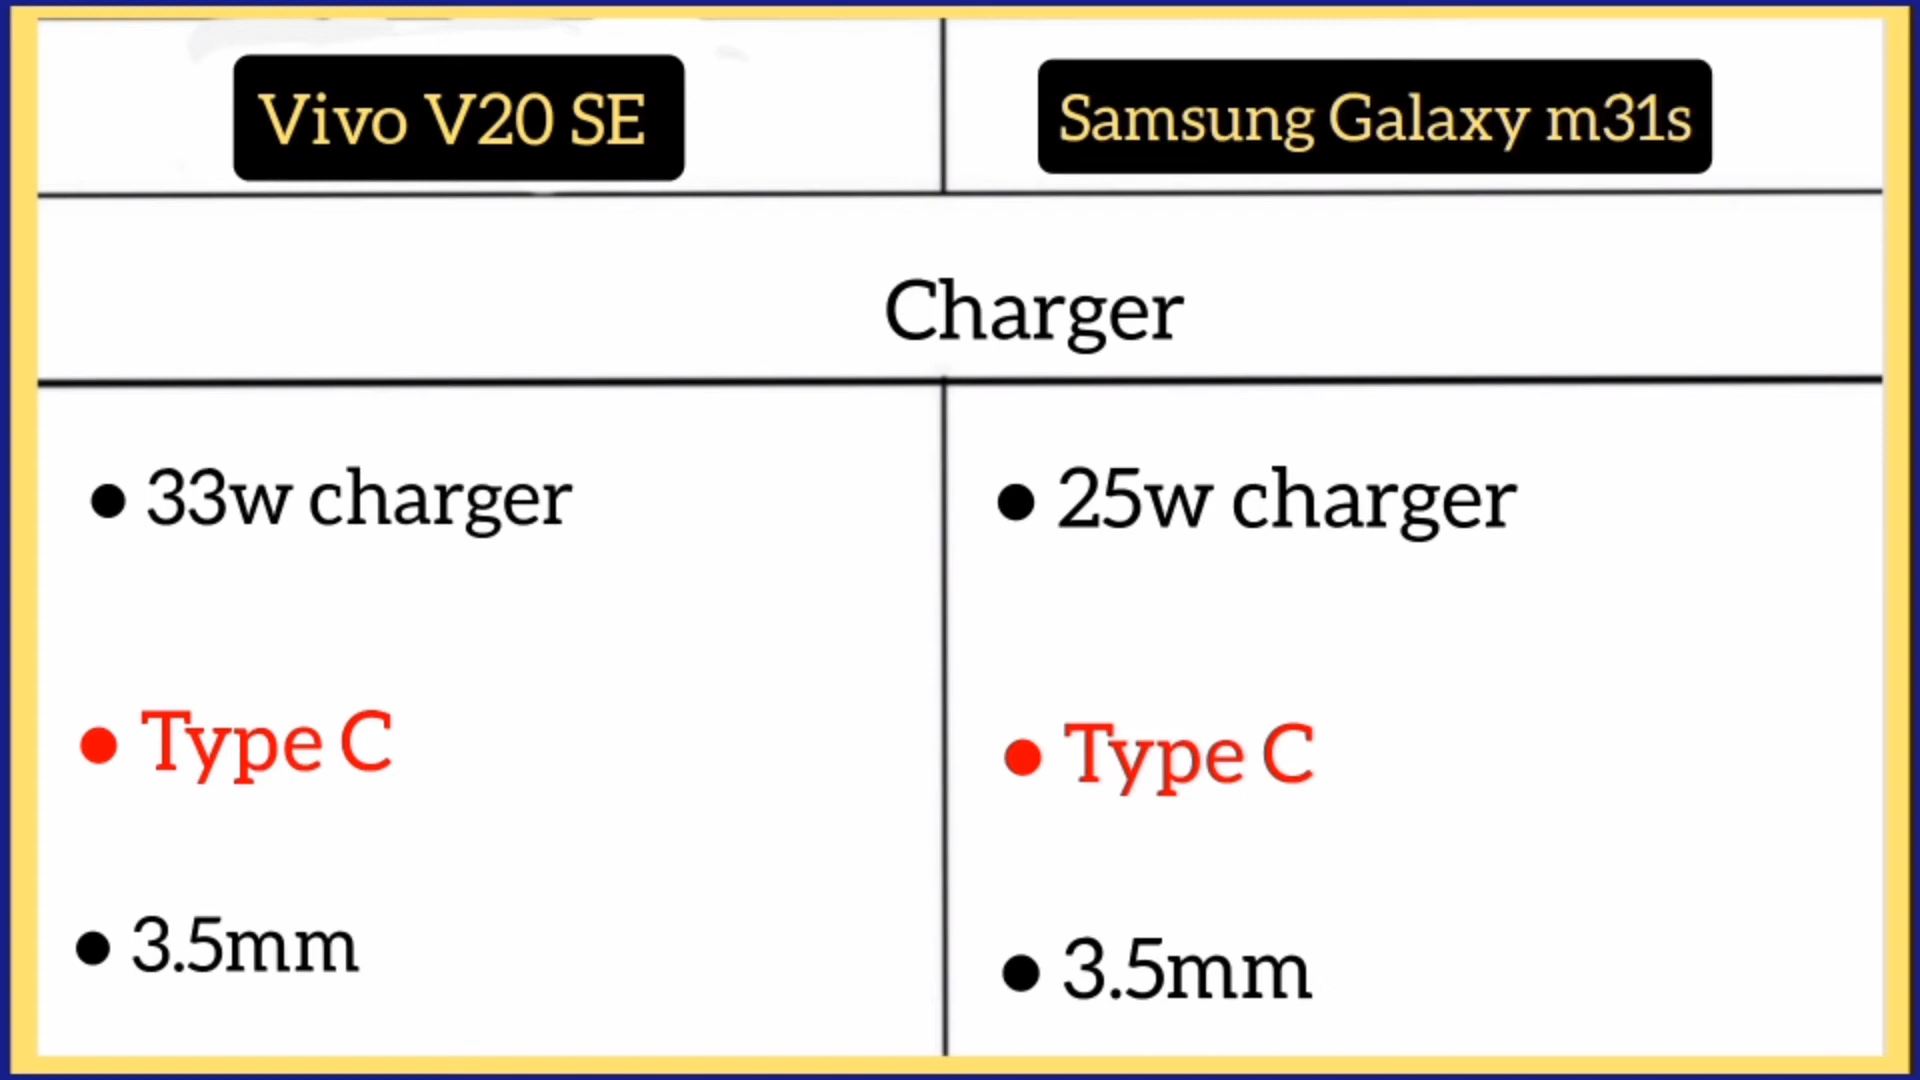 Vivo V20 SE
Samsung Galaxy m31s
Charger
• 33w charger
• 25w charger
• Type C
• Type C
• 3.5mm
• 3.5mm